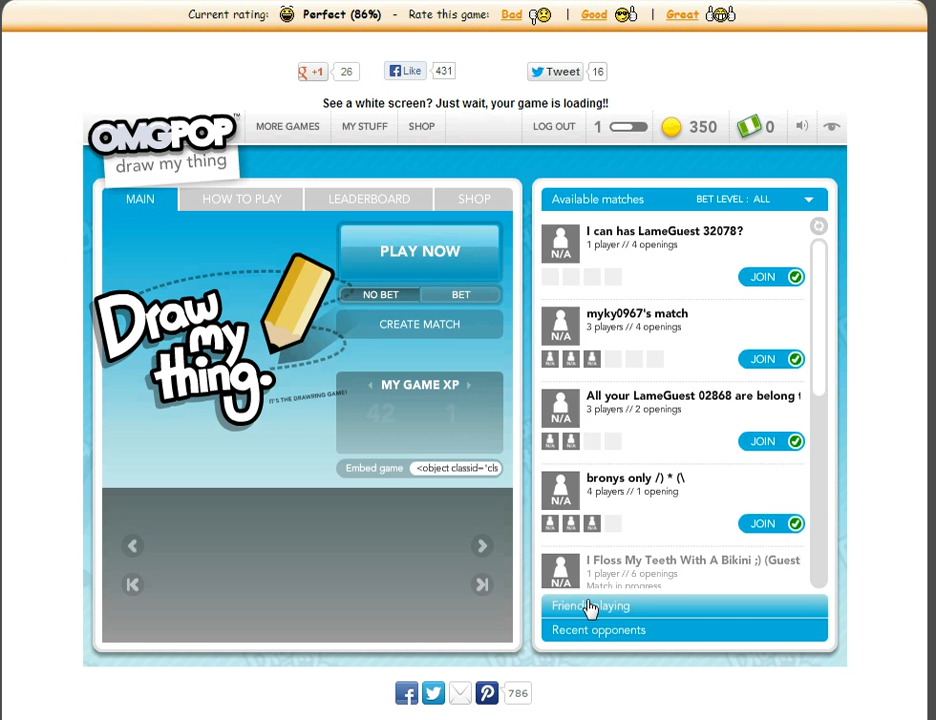 Current rating: Perfect (86%) - Rate this game: Bad | Good | Great
+1 26 Like 431 Tweet 16
See a white screen? Just wait, your game is loading!!
OMGPOP
draw my thing
MORE GAMES MY STUFF SHOP LOG OUT 1 350 0
MAIN HOW TO PLAY LEADERBOARD SHOP
PLAY NOW
NO BET BET
CREATE MATCH
Draw
my
thing.
IT'S THE DRAWRING GAME!
MY GAME XP
42 1
Embed game <object classid='cls
Available matches BET LEVEL : ALL
N/A
I can has LameGuest 32078?
1 player // 4 openings
JOIN
N/A
myky0967's match
3 players // 4 openings
N/A N/A N/A JOIN
N/A
All your LameGuest 02868 are belong t
3 players // 2 openings
N/A N/A JOIN
N/A
bronys only /) * (\
4 players // 1 opening
N/A N/A N/A JOIN
N/A
I Floss My Teeth With A Bikini ;) (Guest
1 player // 6 openings
Match in progress
Friends playing
Recent opponents
786